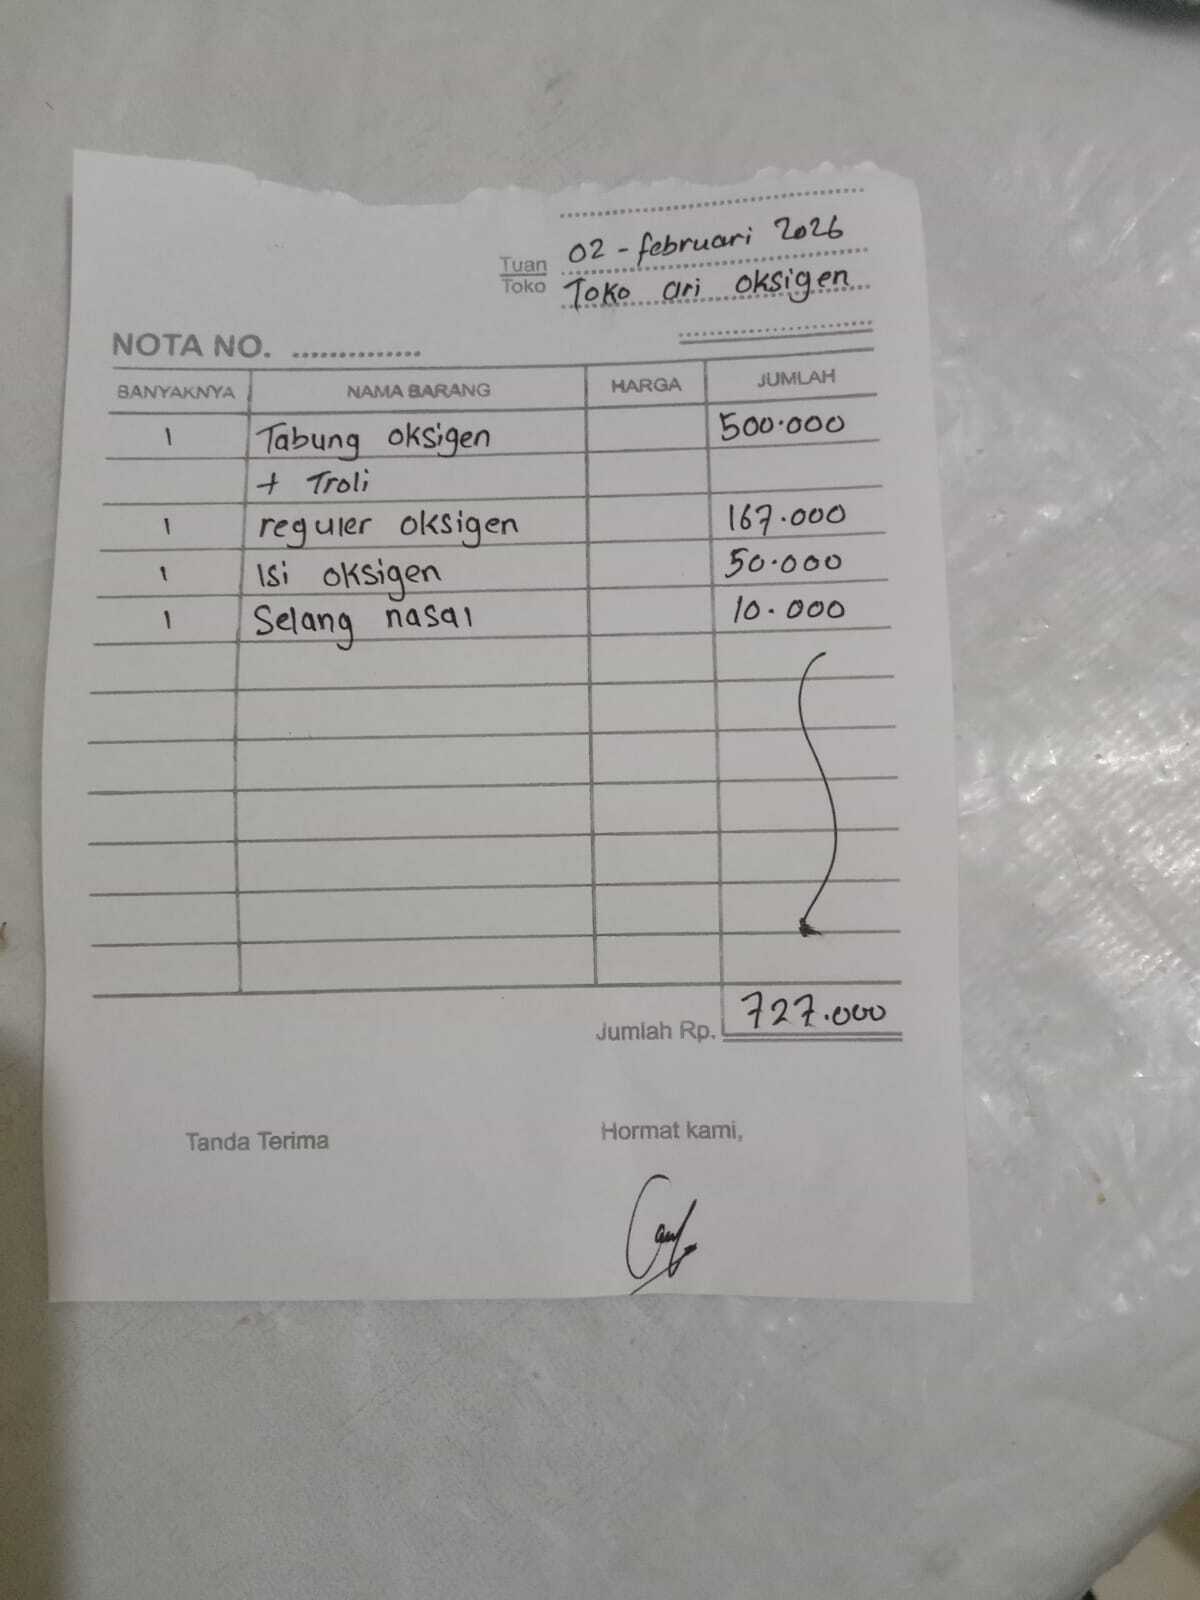 02 - februari 2026
Tuan
Toko
Toko ari oksigen
NOTA NO. ..............
BANYAKNYA NAMA BARANG HARGA JUMLAH
1 Tabung oksigen 500.000
+ Troli
1 reguler oksigen 167.000
1 Isi oksigen 50.000
1 Selang nasal 10.000
Jumlah Rp. 727.000
Tanda Terima Hormat kami,